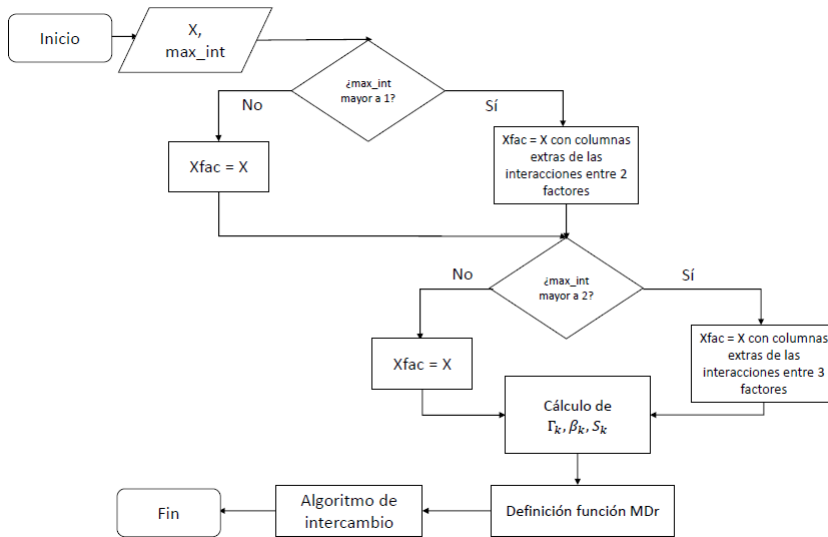 Inicio
X,
max_int
¿max_int
mayor a 1?
No
Sí
Xfac = X
Xfac = X con columnas
extras de las
interacciones entre 2
factores
¿max_int
mayor a 2?
No
Sí
Xfac = X
Xfac = X con columnas
extras de las
interacciones entre 3
factores
Cálculo de
Γₖ, βₖ, Sₖ
Fin
Algoritmo de
intercambio
Definición función MDr